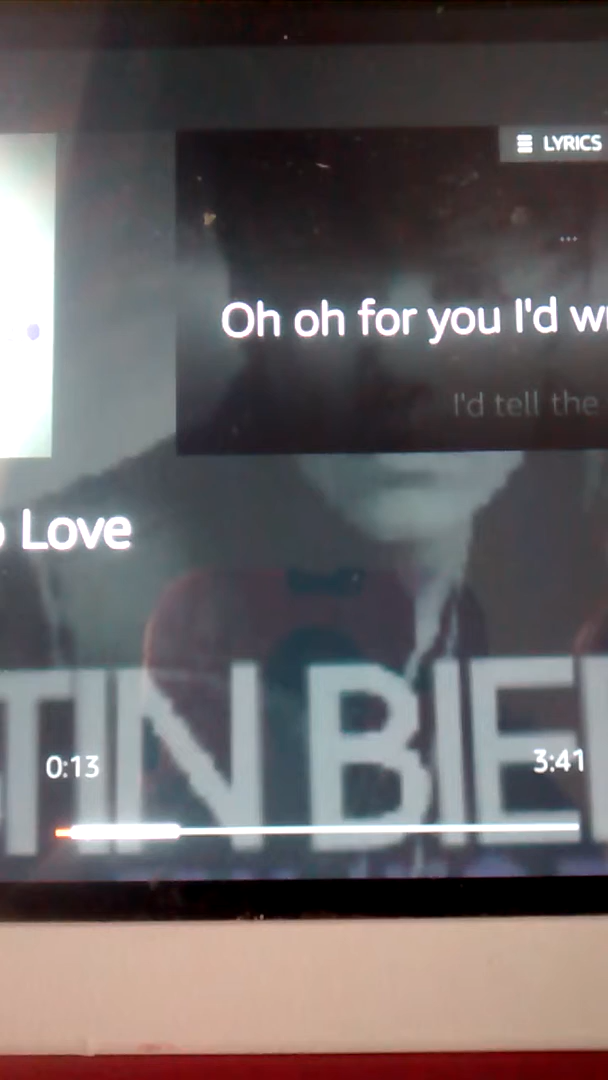 LYRICS
...
Oh oh for you I'd w
I'd tell the
Love
TIN BIE
0:13
3:41